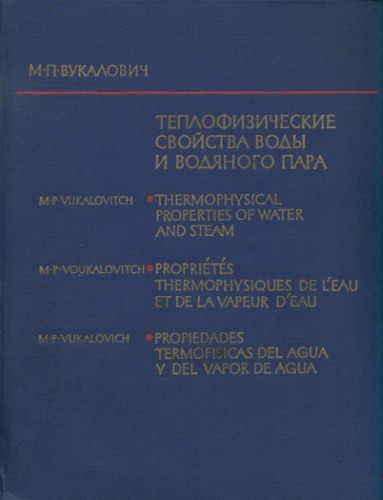 М·П·ВУКАЛОВИЧ
ТЕПЛОФИЗИЧЕСКИЕ
СВОЙСТВА ВОДЫ
И ВОДЯНОГО ПАРА
M·P·VUKALOVITCH • THERMOPHYSICAL
PROPERTIES OF WATER
AND STEAM
M·P·VOUKALOVITCH • PROPRIÉTÉS
THERMOPHYSIQUES DE L'EAU
ET DE LA VAPEUR D'EAU
M·P·VUKALOVICH • PROPIEDADES
TERMOFISICAS DEL AGUA
Y DEL VAPOR DE AGUA